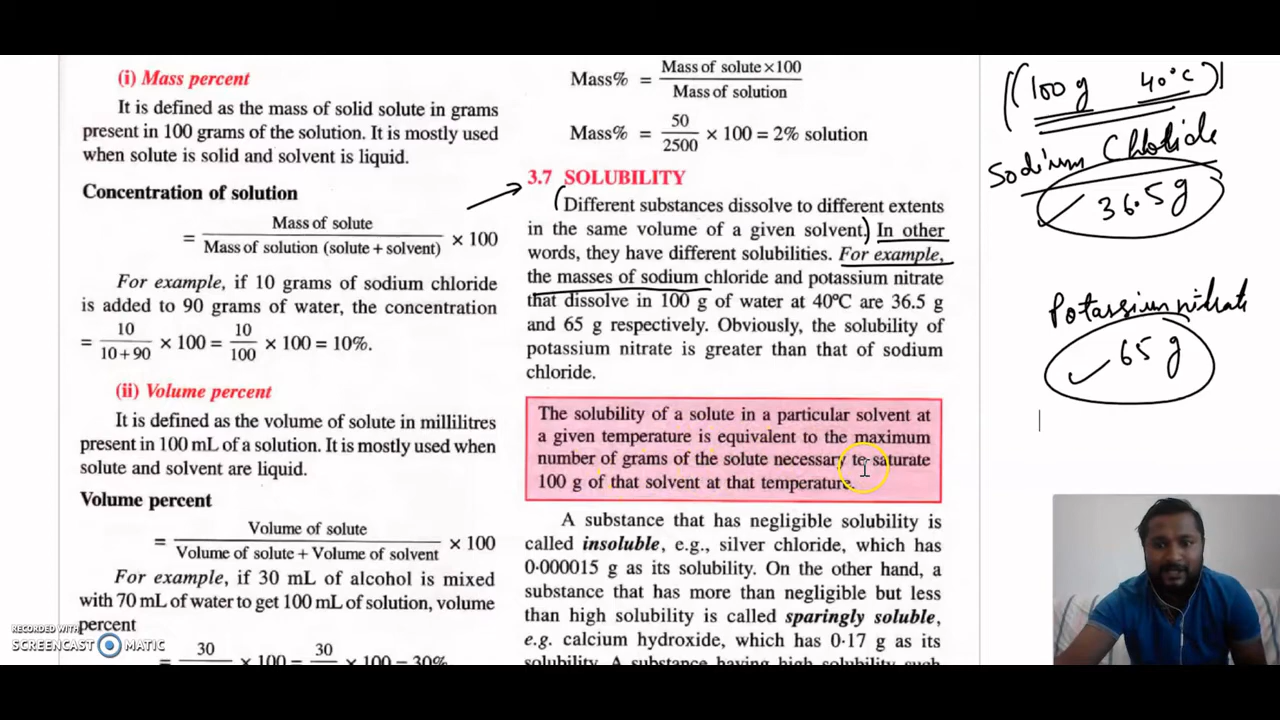 (i) Mass percent
It is defined as the mass of solid solute in grams
present in 100 grams of the solution. It is mostly used
when solute is solid and solvent is liquid.
Concentration of solution
= Mass of solute / Mass of solution (solute + solvent) × 100
For example, if 10 grams of sodium chloride
is added to 90 grams of water, the concentration
= 10 / 10 + 90 × 100 = 10 / 100 × 100 = 10%.
(ii) Volume percent
It is defined as the volume of solute in millilitres
present in 100 mL of a solution. It is mostly used when
solute and solvent are liquid.
Volume percent
= Volume of solute / Volume of solute + Volume of solvent × 100
For example, if 30 mL of alcohol is mixed
with 70 mL of water to get 100 mL of solution, volume
percent
= 30 × 100 = 30 × 100 = 30%
Mass% = Mass of solute × 100 / Mass of solution
Mass% = 50 / 2500 × 100 = 2% solution
3.7 SOLUBILITY
(Different substances dissolve to different extents
in the same volume of a given solvent.) In other
words, they have different solubilities. For example,
the masses of sodium chloride and potassium nitrate
that dissolve in 100 g of water at 40ºC are 36.5 g
and 65 g respectively. Obviously, the solubility of
potassium nitrate is greater than that of sodium
chloride.
The solubility of a solute in a particular solvent at
a given temperature is equivalent to the maximum
number of grams of the solute necessary to saturate
100 g of that solvent at that temperature.
A substance that has negligible solubility is
called insoluble, e.g., silver chloride, which has
0·000015 g as its solubility. On the other hand, a
substance that has more than negligible but less
than high solubility is called sparingly soluble,
e.g. calcium hydroxide, which has 0·17 g as its
solubility. A substance having high solubility such
((100 g 40°C))
Sodium Chloride
36.5 g
Potassium nitrate
65 g
RECORDED WITH
SCREENCAST MATIC